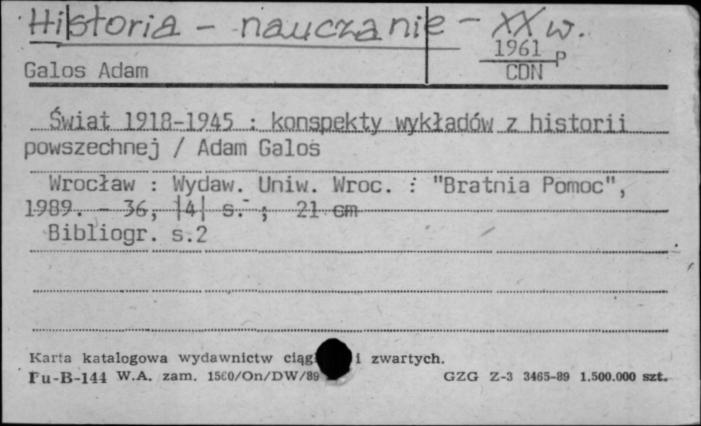 Historia - nauczanie - XX w.
1961 P
Galos Adam
CDN
Świat 1918-1945 : konspekty wykładów z historii
powszechnej / Adam Galos
Wrocław : Wydaw. Uniw. Wroc. : "Bratnia Pomoc",
1989. - 36, |4| s. ; 21 cm
Bibliogr. s.2
Karta katalogowa wydawnictw ciąg i zwartych.
Pu-B-144 W.A. zam. 1560/On/DW/89 GZG Z-3 3465-89 1.500.000 szt.